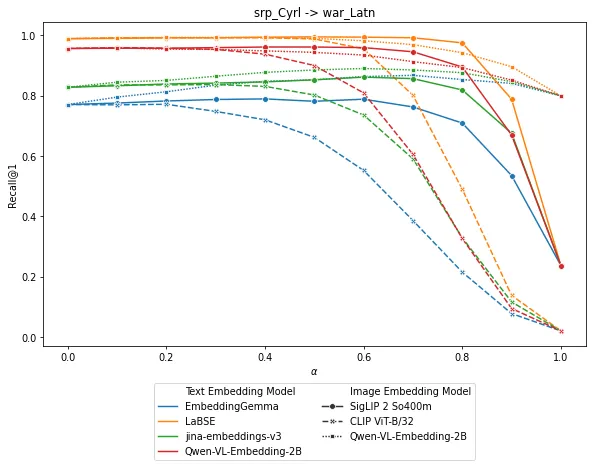 srp_Cyrl -> war_Latn
Recall@1
1.0
0.8
0.6
0.4
0.2
0.0
0.0 0.2 0.4 0.6 0.8 1.0
α
Text Embedding Model
EmbeddingGemma
LaBSE
jina-embeddings-v3
Qwen-VL-Embedding-2B
Image Embedding Model
SigLIP 2 So400m
CLIP ViT-B/32
Qwen-VL-Embedding-2B